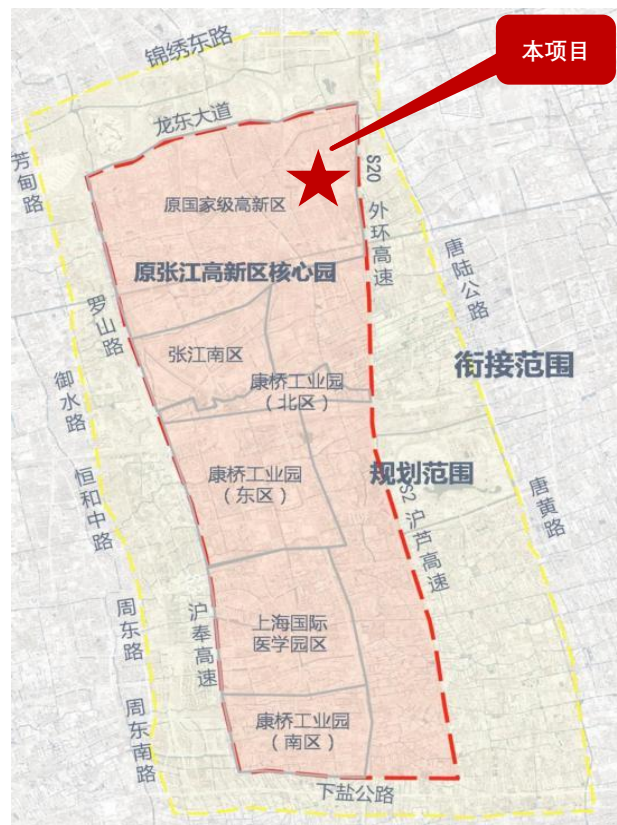 锦绣东路
本项目
龙东大道
芳甸路
S20
外环高速
原国家级高新区
唐陆公路
原张江高新区核心园
罗山路
张江南区
衔接范围
御水路
康桥工业园
（北区）
恒和中路
康桥工业园
（东区）
规划范围
S2 沪芦高速
唐黄路
周东路
沪奉高速
上海国际
医学园区
周东南路
康桥工业园
（南区）
下盐公路